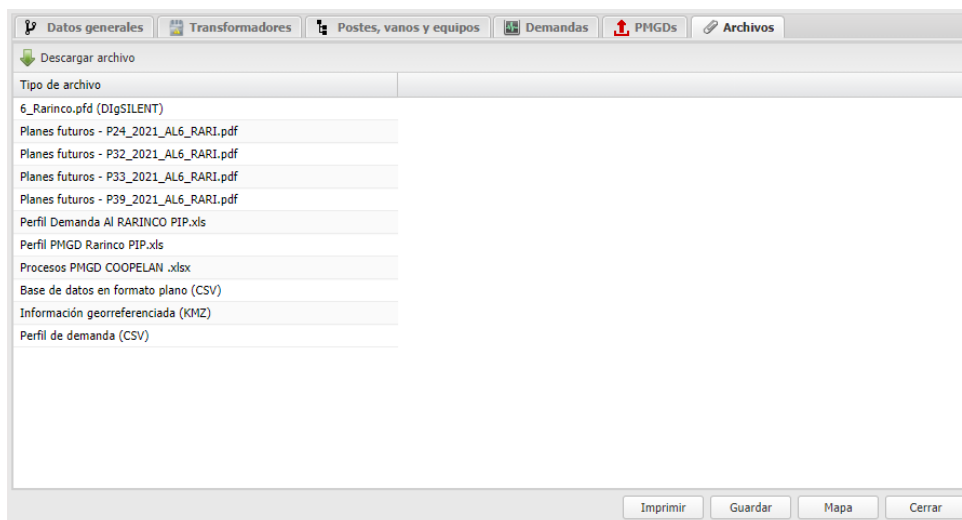 Datos generales Transformadores Postes, vanos y equipos Demandas PMGDs Archivos
Descargar archivo
Tipo de archivo
6_Rarinco.pfd (DIgSILENT)
Planes futuros - P24_2021_AL6_RARI.pdf
Planes futuros - P32_2021_AL6_RARI.pdf
Planes futuros - P33_2021_AL6_RARI.pdf
Planes futuros - P39_2021_AL6_RARI.pdf
Perfil Demanda Al RARINCO PIP.xls
Perfil PMGD Rarinco PIP.xls
Procesos PMGD COOPELAN .xlsx
Base de datos en formato plano (CSV)
Información georreferenciada (KMZ)
Perfil de demanda (CSV)
Imprimir Guardar Mapa Cerrar